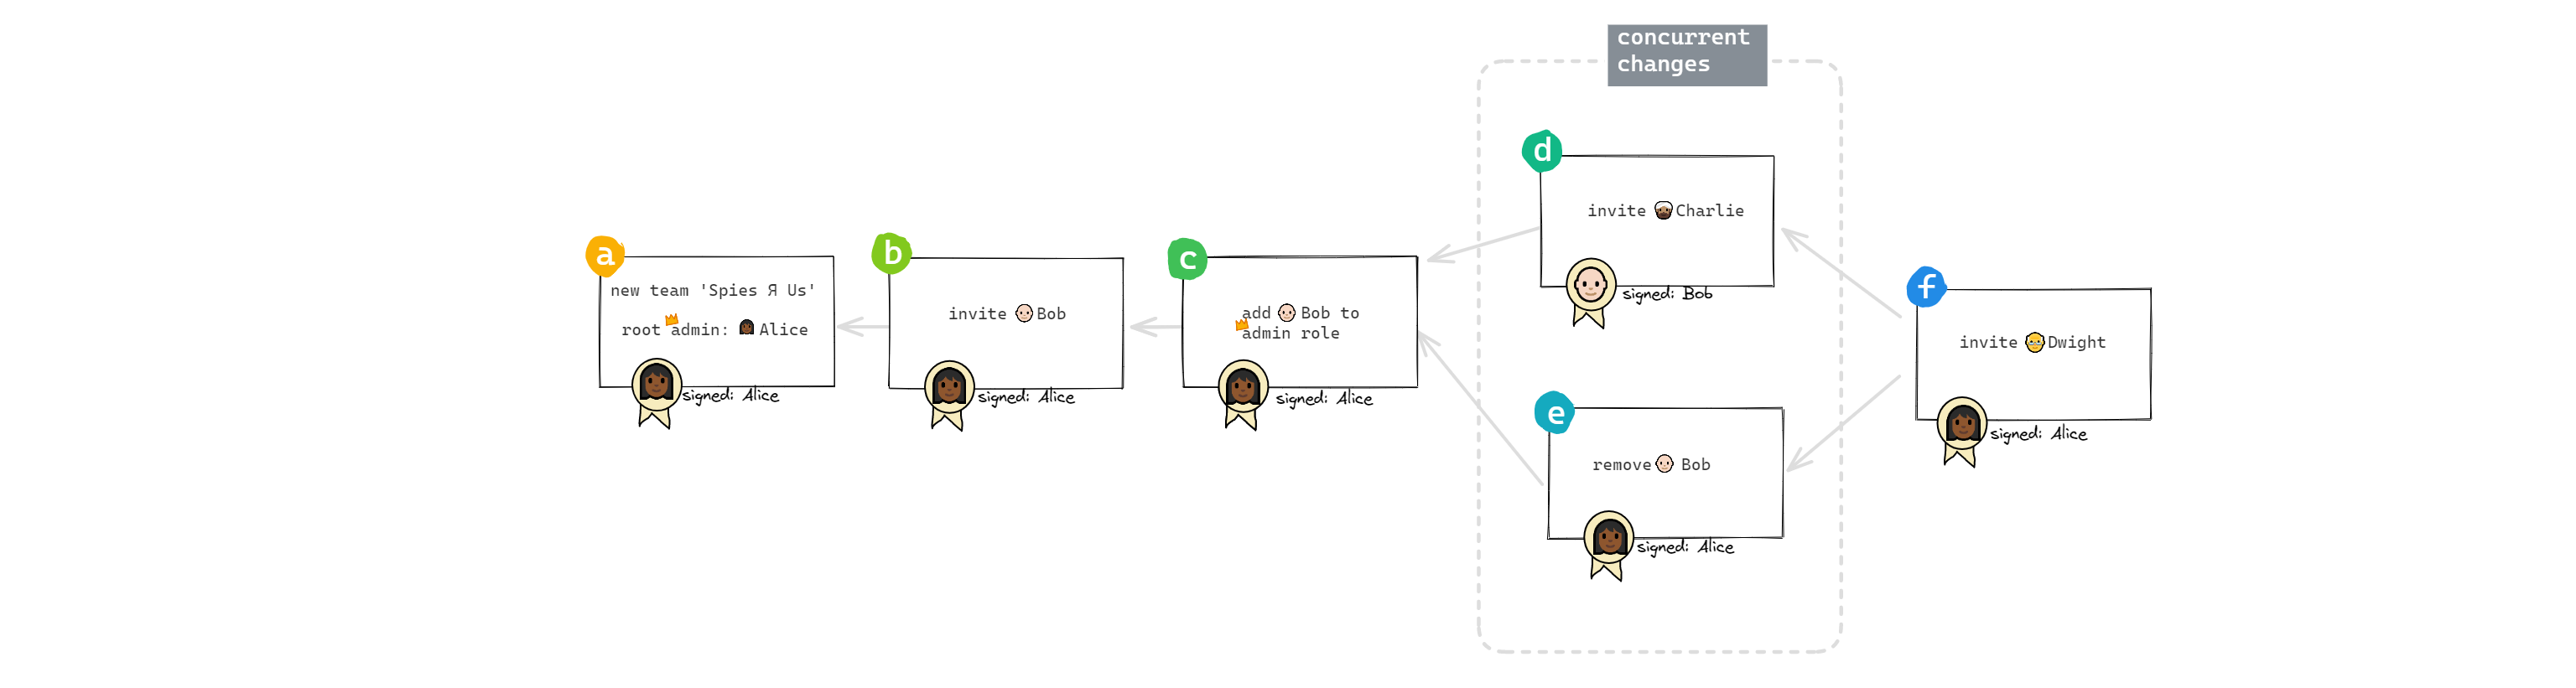 concurrent
changes
a
new team 'Spies Я Us'
root admin: Alice
signed: Alice
b
invite Bob
signed: Alice
c
add Bob to
admin role
signed: Alice
d
invite Charlie
signed: Bob
e
remove Bob
signed: Alice
f
invite Dwight
signed: Alice